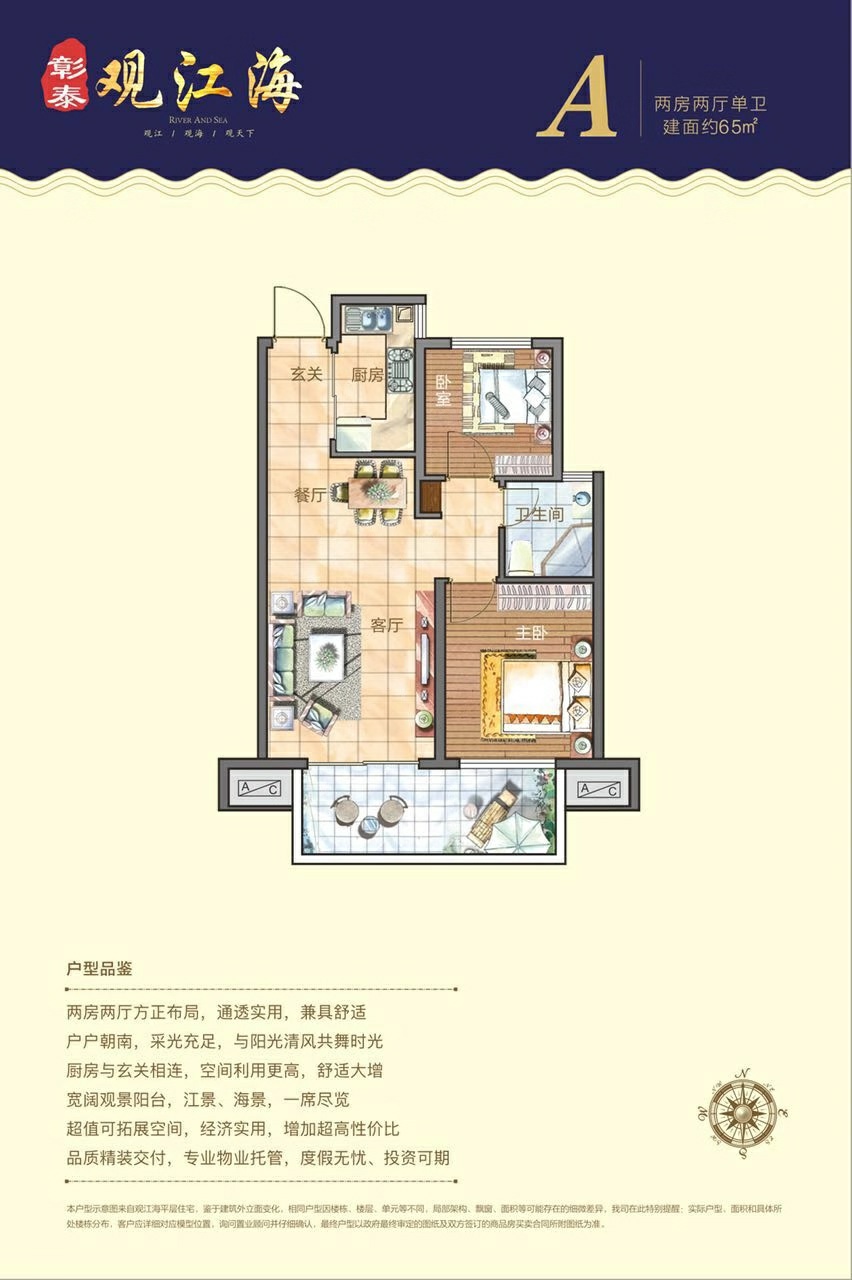 彰泰
观江海
RIVER AND SEA
观江 / 观海 / 观天下
A
两房两厅单卫
建面约65㎡
玄关
厨房
卧室
餐厅
卫生间
客厅
主卧
A/C
A/C
户型品鉴
两房两厅方正布局，通透实用，兼具舒适
户户朝南，采光充足，与阳光清风共舞时光
厨房与玄关相连，空间利用更高，舒适大增
宽阔观景阳台，江景、海景，一席尽览
超值可拓展空间，经济实用，增加超高性价比
品质精装交付，专业物业托管，度假无忧、投资可期
N
W
E
S
本户型示意图来自观江海平层住宅，鉴于建筑外立面变化，相同户型因楼栋、楼层、单元等不同，局部架构、飘窗、面积等可能存在的细微差异，我司在此特别提醒；实际户型、面积和具体所
处楼栋分布，客户应详细对应模型位置，询问置业顾问并仔细确认，最终户型以政府最终审定的图纸及双方签订的商品房买卖合同所附图纸为准。